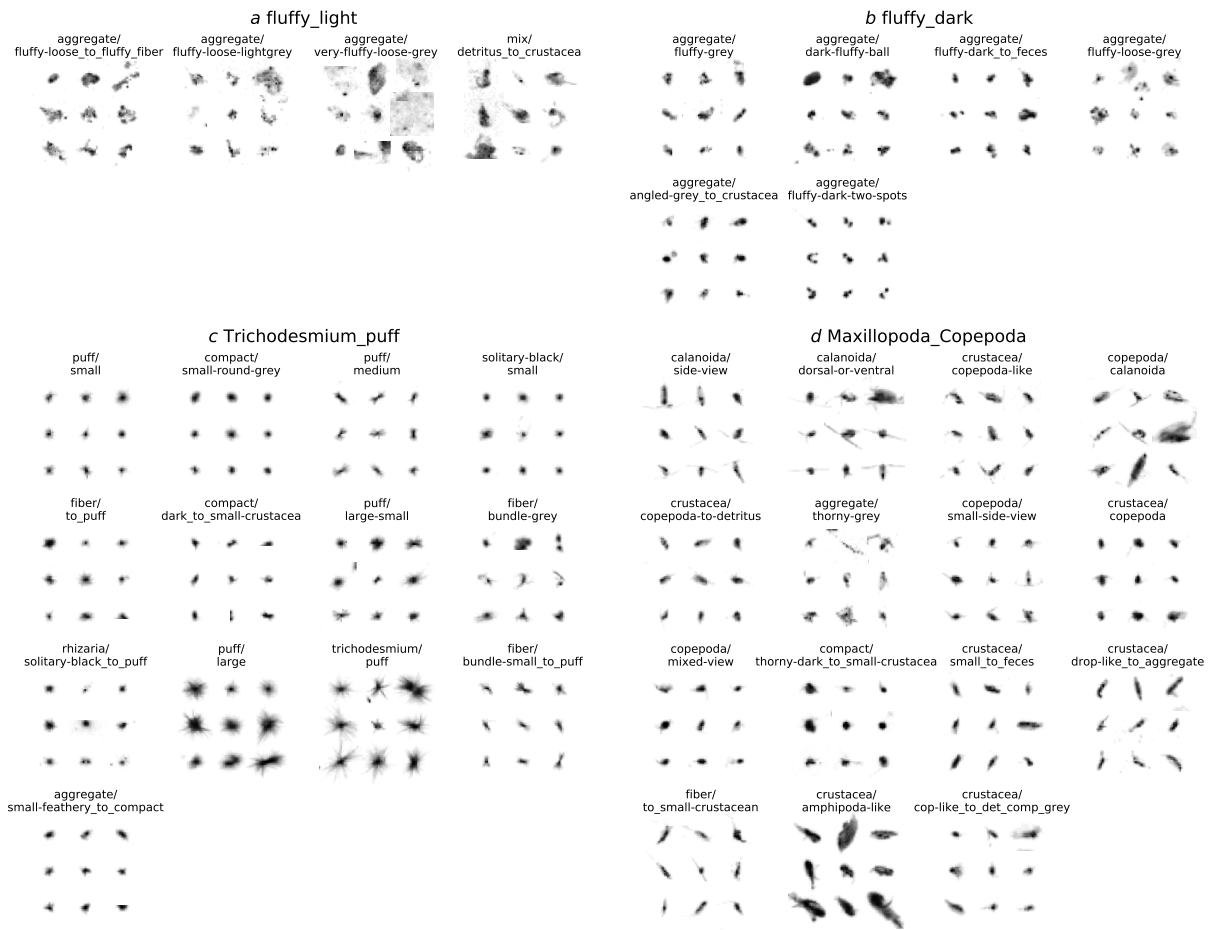 a fluffy_light
aggregate/
fluffy-loose_to_fluffy_fiber
aggregate/
fluffy-loose-lightgrey
aggregate/
very-fluffy-loose-grey
mix/
detritus_to_crustacea
b fluffy_dark
aggregate/
fluffy-grey
aggregate/
dark-fluffy-ball
aggregate/
fluffy-dark_to_feces
aggregate/
fluffy-loose-grey
aggregate/
angled-grey_to_crustacea
aggregate/
fluffy-dark-two-spots
c Trichodesmium_puff
puff/
small
compact/
small-round-grey
puff/
medium
solitary-black/
small
fiber/
to_puff
compact/
dark_to_small-crustacea
puff/
large-small
fiber/
bundle-grey
rhizaria/
solitary-black_to_puff
puff/
large
trichodesmium/
puff
fiber/
bundle-small_to_puff
aggregate/
small-feathery_to_compact
d Maxillopoda_Copepoda
calanoida/
side-view
calanoida/
dorsal-or-ventral
crustacea/
copepoda-like
copepoda/
calanoida
crustacea/
copepoda-to-detritus
aggregate/
thorny-grey
copepoda/
small-side-view
crustacea/
copepoda
copepoda/
mixed-view
compact/
thorny-dark_to_small-crustacea
crustacea/
small_to_feces
crustacea/
drop-like_to_aggregate
fiber/
to_small-crustacean
crustacea/
amphipoda-like
crustacea/
cop-like_to_det_comp_grey